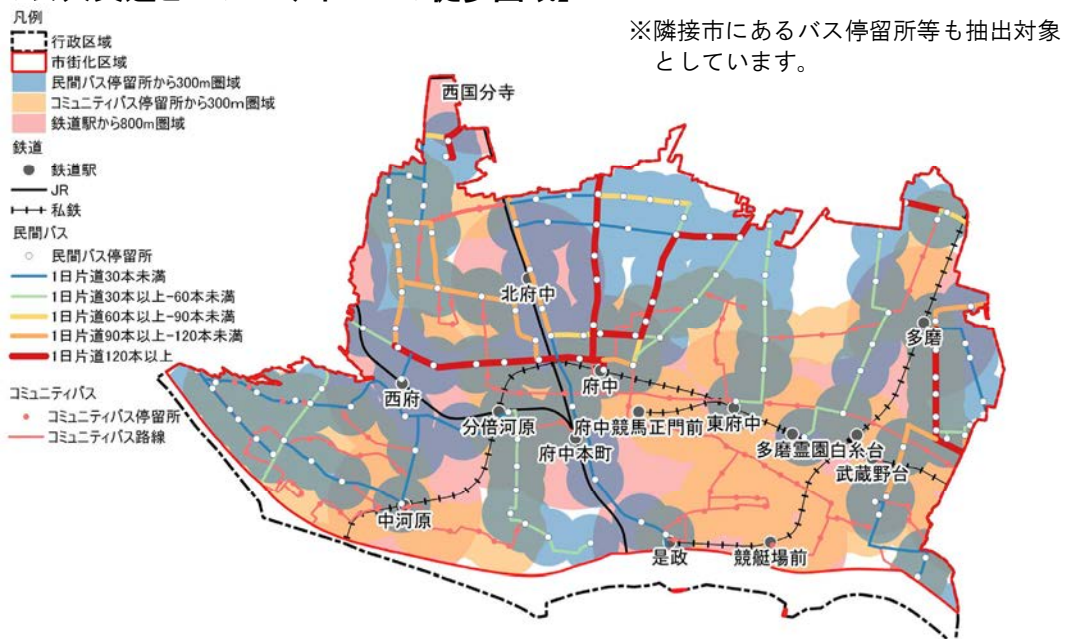 凡例
行政区域
市街化区域
民間バス停留所から300m圏域
コミュニティバス停留所から300m圏域
鉄道駅から800m圏域
鉄道
鉄道駅
JR
私鉄
民間バス
民間バス停留所
1日片道30本未満
1日片道30本以上-60本未満
1日片道60本以上-90本未満
1日片道90本以上-120本未満
1日片道120本以上
コミュニティバス
コミュニティバス停留所
コミュニティバス路線
※隣接市にあるバス停留所等も抽出対象
としています。
西国分寺
北府中
多磨
西府
府中
分倍河原
府中競馬正門前
東府中
府中本町
多磨霊園
白糸台
武蔵野台
中河原
是政
競艇場前